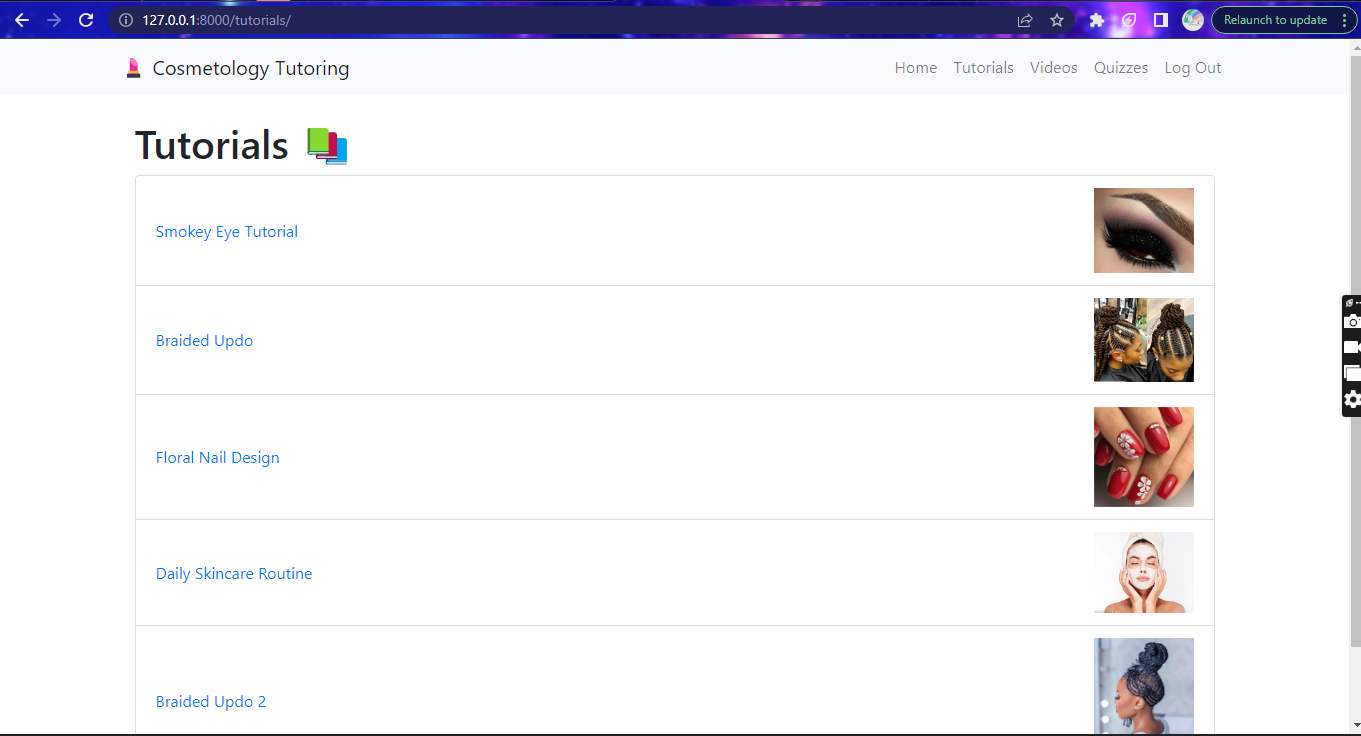 127.0.0.1:8000/tutorials/
Relaunch to update
Cosmetology Tutoring
Home Tutorials Videos Quizzes Log Out
Tutorials
Smokey Eye Tutorial
Braided Updo
Floral Nail Design
Daily Skincare Routine
Braided Updo 2